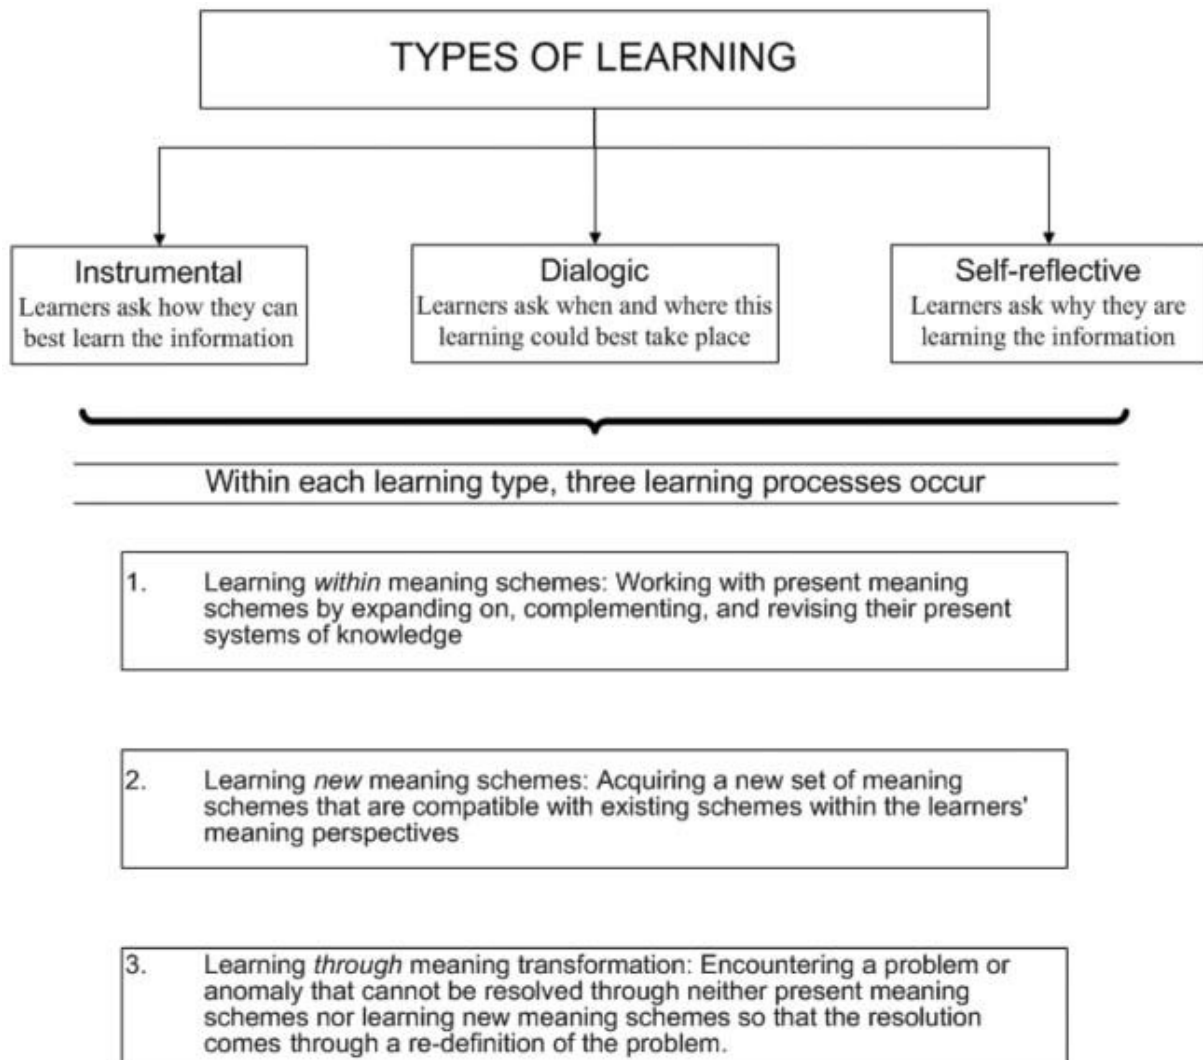 TYPES OF LEARNING
Instrumental
Learners ask how they can
best learn the information
Dialogic
Learners ask when and where this
learning could best take place
Self-reflective
Learners ask why they are
learning the information
Within each learning type, three learning processes occur
1. Learning within meaning schemes: Working with present meaning
schemes by expanding on, complementing, and revising their present
systems of knowledge
2. Learning new meaning schemes: Acquiring a new set of meaning
schemes that are compatible with existing schemes within the learners'
meaning perspectives
3. Learning through meaning transformation: Encountering a problem or
anomaly that cannot be resolved through neither present meaning
schemes nor learning new meaning schemes so that the resolution
comes through a re-definition of the problem.